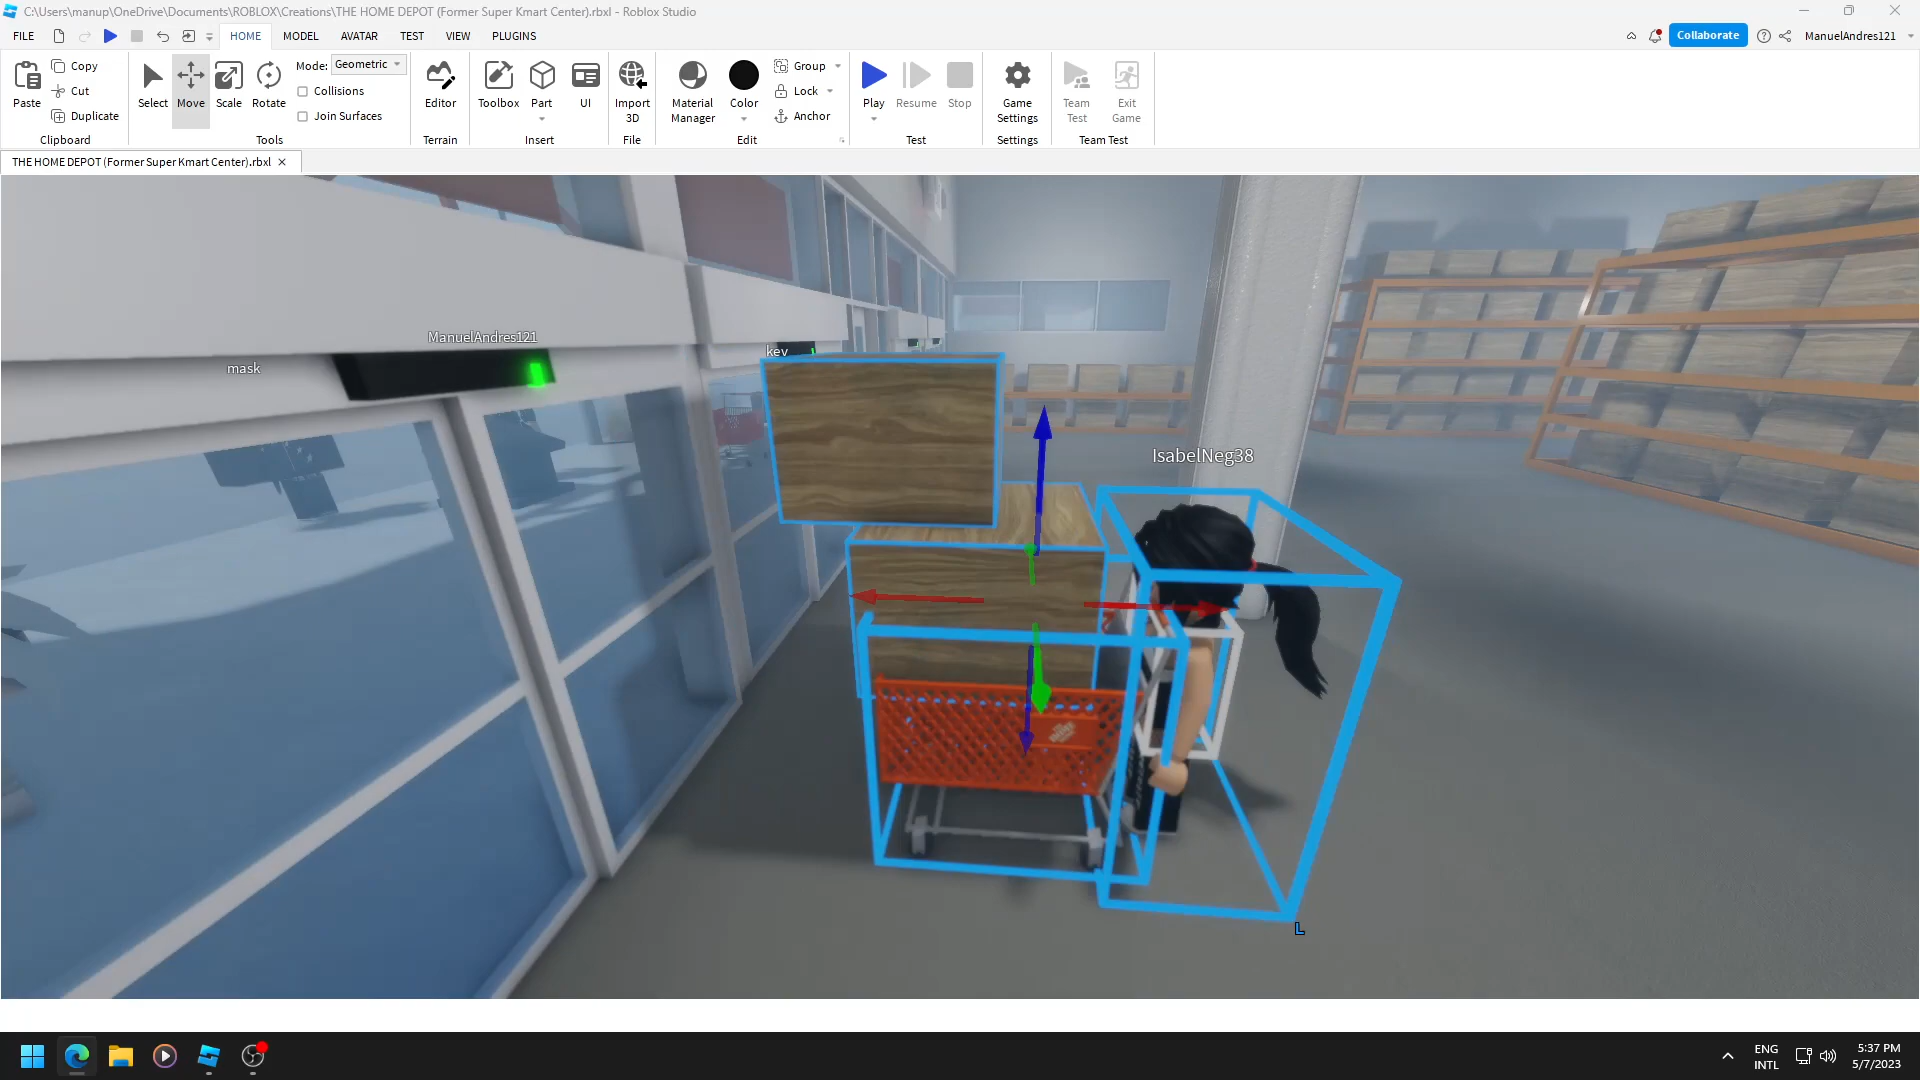 C:\Users\manup\OneDrive\Documents\ROBLOX\Creations\THE HOME DEPOT (Former Super Kmart Center).rbxl - Roblox Studio
FILE HOME MODEL AVATAR TEST VIEW PLUGINS Collaborate ManuelAndres121
Paste
Copy
Cut
Duplicate
Clipboard
Select
Move
Scale
Rotate
Mode: Geometric
Collisions
Join Surfaces
Tools
Editor
Terrain
Toolbox
Part
UI
Insert
Import
3D
File
Material
Manager
Color
Group
Lock
Anchor
Edit
Play
Resume
Stop
Test
Game
Settings
Settings
Team
Test
Exit
Game
Team Test
THE HOME DEPOT (Former Super Kmart Center).rbxl
ManuelAndres121
mask
key
IsabelNeg38
L
ENG
INTL
5:37 PM
5/7/2023